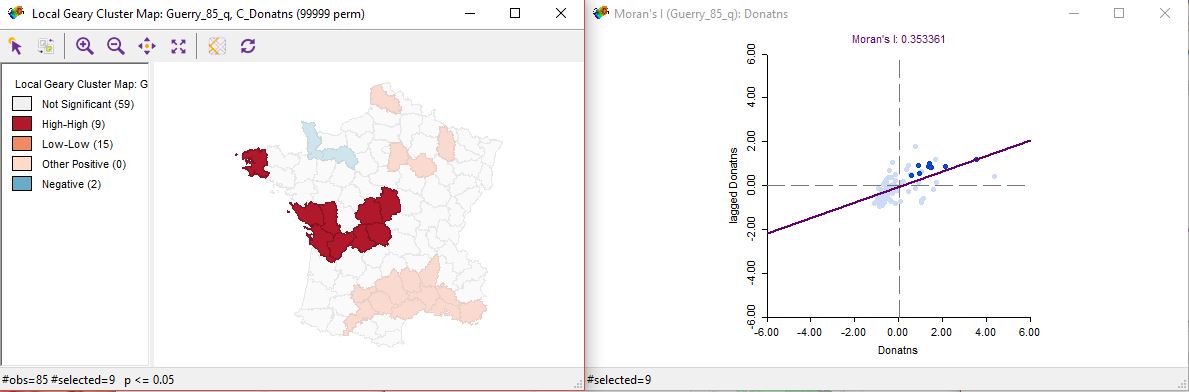 Local Geary Cluster Map: Guerry_85_q, C_Donatns (99999 perm)
Local Geary Cluster Map: G
Not Significant (59)
High-High (9)
Low-Low (15)
Other Positive (0)
Negative (2)
#obs=85 #selected=9 p <= 0.05
Moran's I (Guerry_85_q): Donatns
Moran's I: 0.353361
6.00
4.00
2.00
0.00
-2.00
-4.00
-6.00
lagged Donatns
-6.00 -4.00 -2.00 0.00 2.00 4.00 6.00
Donatns
#selected=9